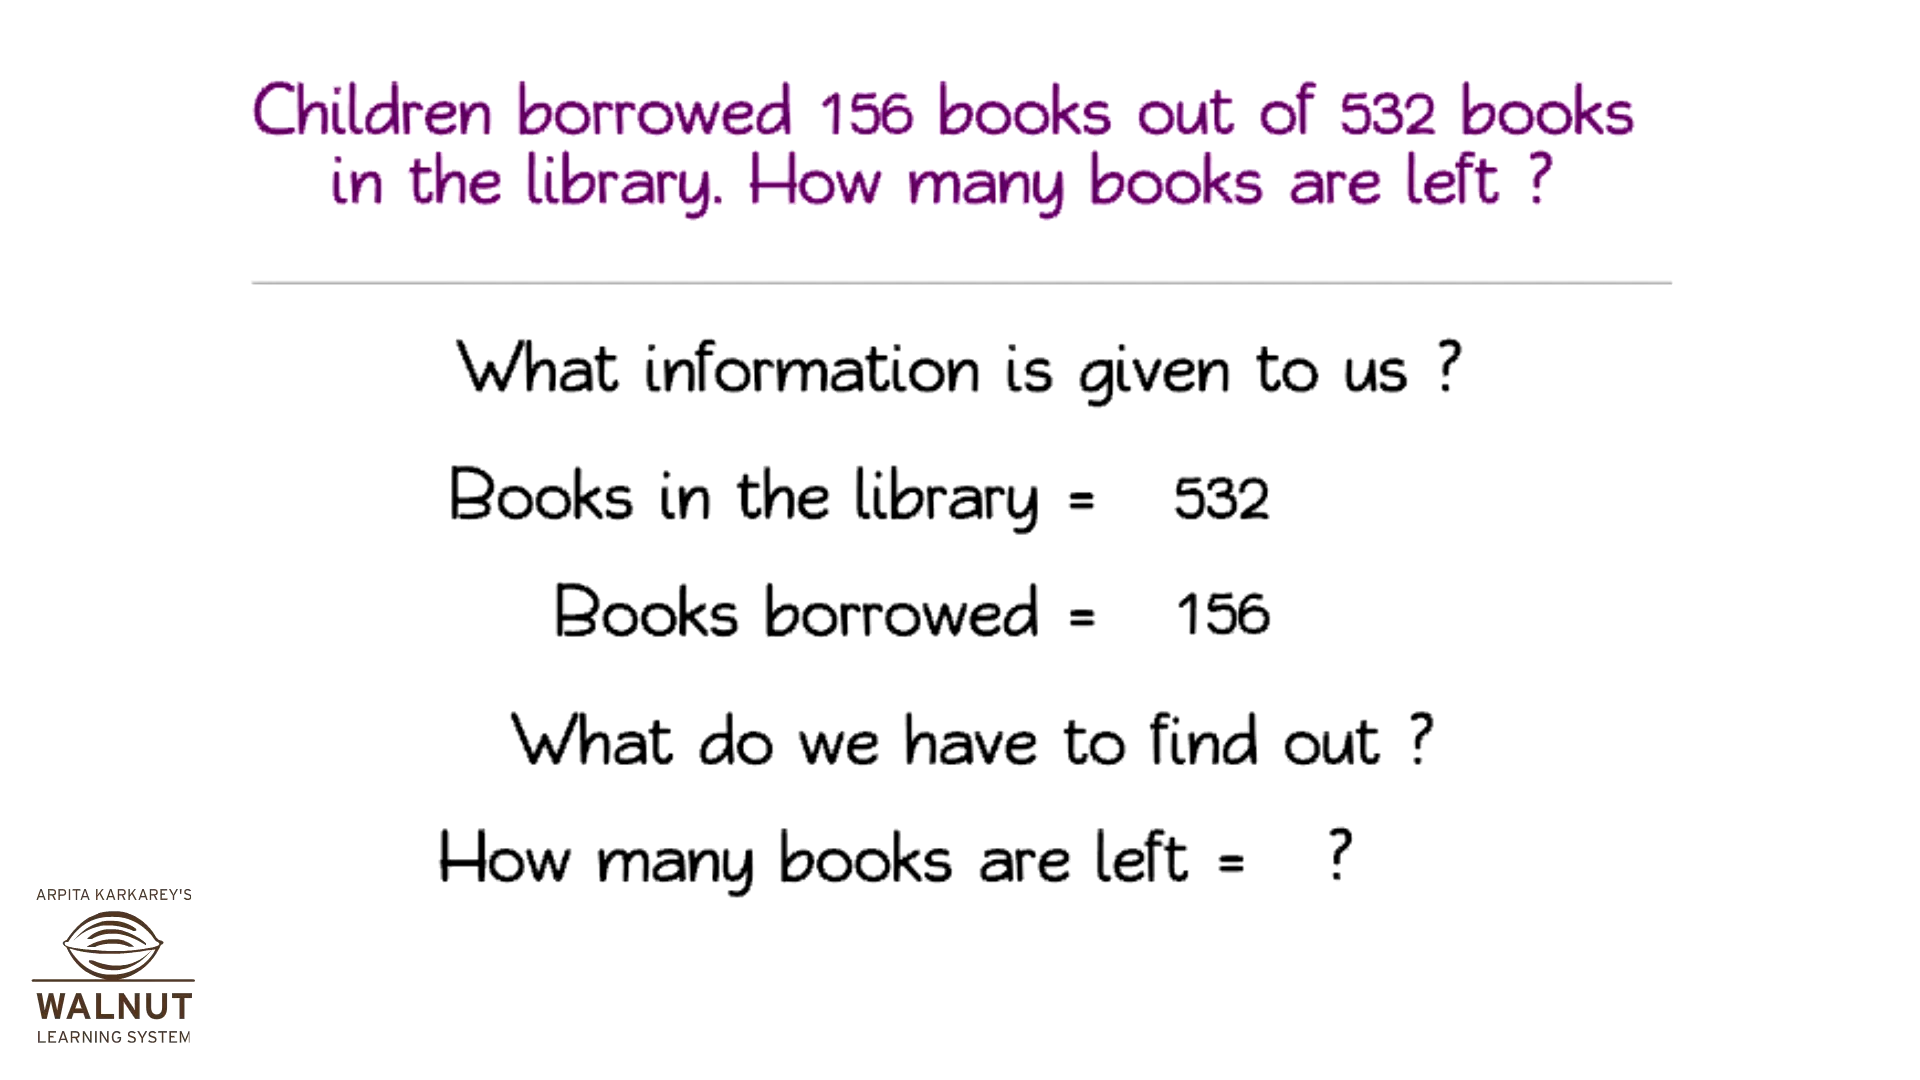 Children borrowed 156 books out of 532 books
in the library. How many books are left ?
What information is given to us ?
Books in the library = 532
Books borrowed = 156
What do we have to find out ?
How many books are left = ?
ARPITA KARKAREY'S
WALNUT
LEARNING SYSTEM